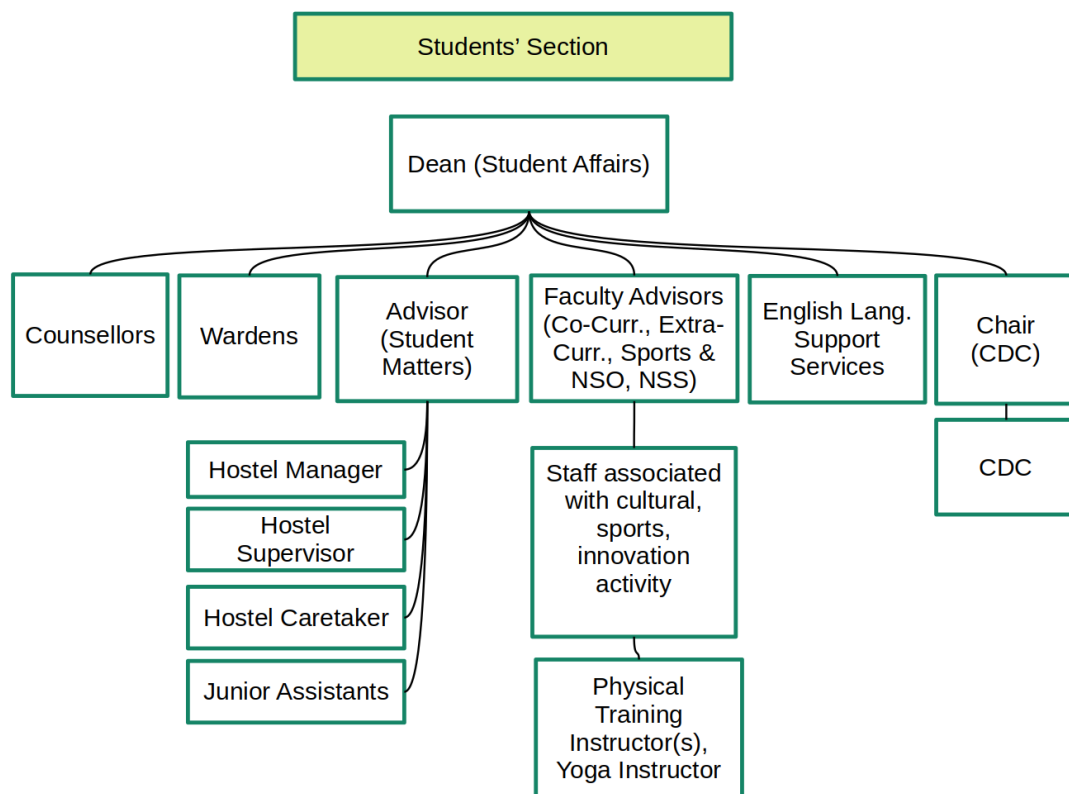 Students’ Section
Dean (Student Affairs)
Counsellors
Wardens
Advisor
(Student
Matters)
Faculty Advisors
(Co-Curr., Extra-
Curr., Sports &
NSO, NSS)
English Lang.
Support
Services
Chair
(CDC)
Hostel Manager
Hostel
Supervisor
Hostel Caretaker
Junior Assistants
Staff associated
with cultural,
sports,
innovation
activity
Physical
Training
Instructor(s),
Yoga Instructor
CDC